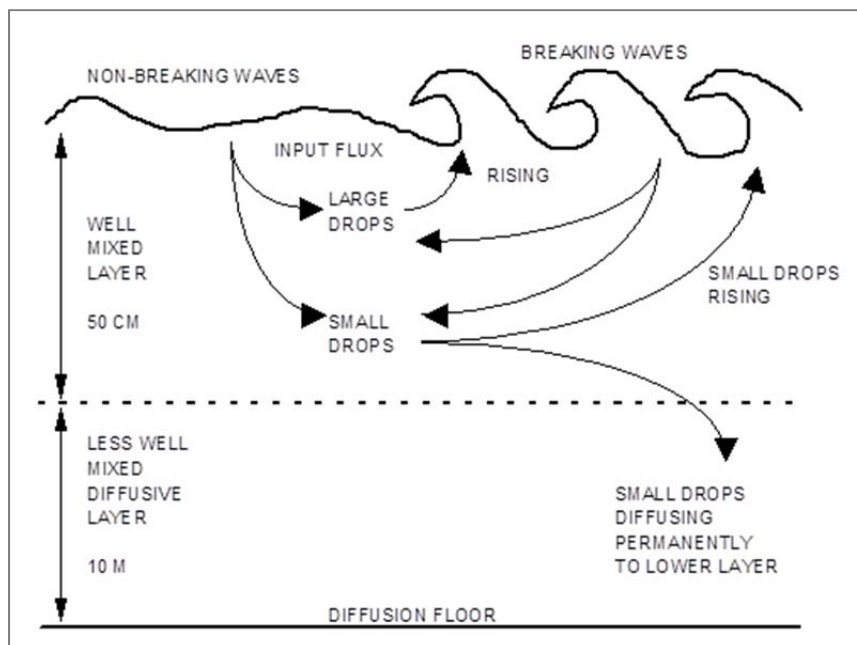 BREAKING WAVES
NON-BREAKING WAVES
INPUT FLUX
RISING
LARGE
DROPS
WELL
MIXED
LAYER
50 CM
SMALL DROPS
RISING
SMALL
DROPS
LESS WELL
MIXED
DIFFUSIVE
LAYER
10 M
SMALL DROPS
DIFFUSING
PERMANENTLY
TO LOWER LAYER
DIFFUSION FLOOR